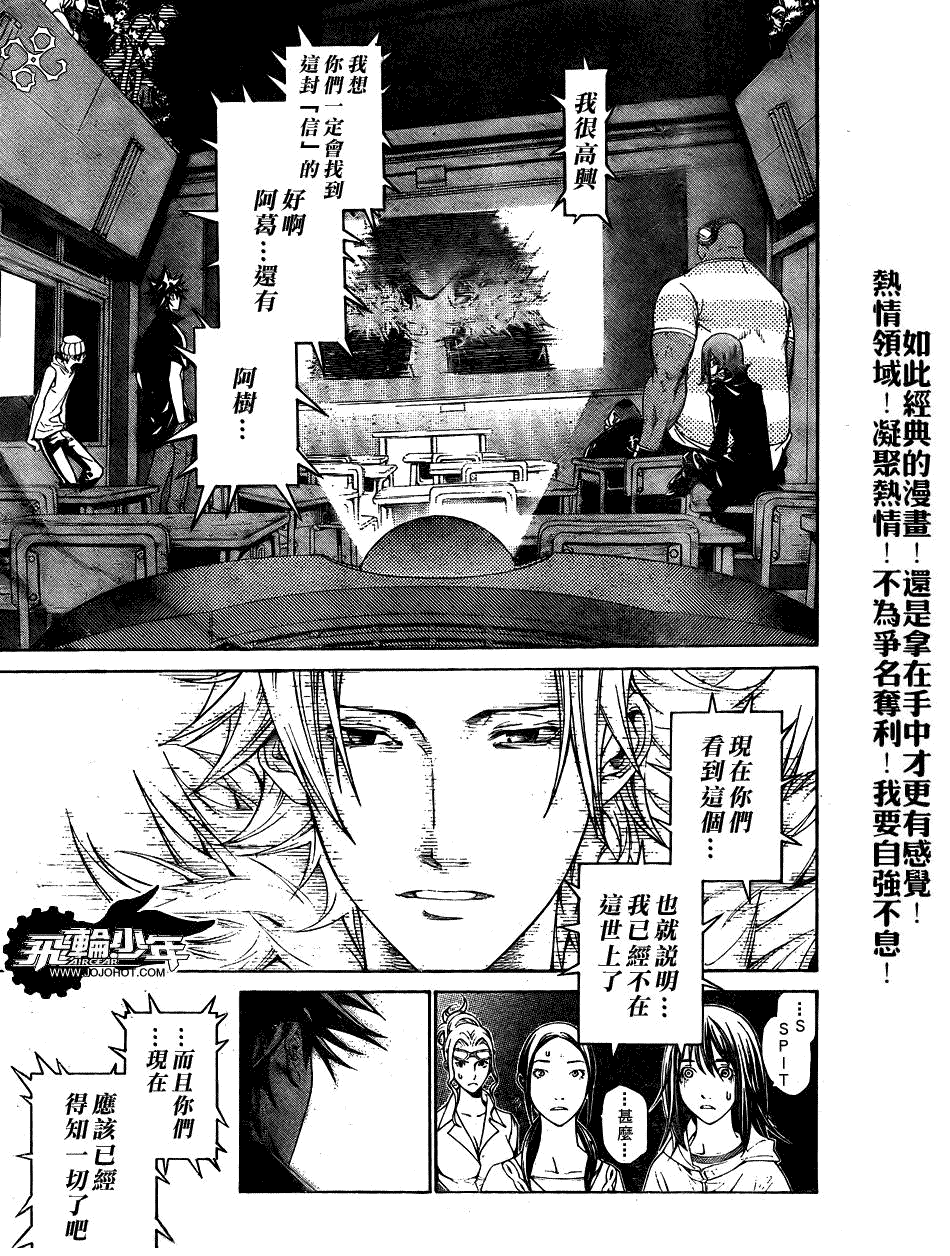 如此經典的漫畫！還是拿在手中才更有感覺！
熱情領域！凝聚熱情！不為爭名奪利！我要自強不息！
我很高興
我想
你們一定會找到
這封「信」的
好啊
阿葛…還有
阿樹…
現在你們
看到這個…
也就說明…
我已經不在
這世上了
…S
SPIT
…甚麼…
…而且你們
…現在
應該已經
得知一切了吧
飛輪少年
AIRGEAR
WWW.JOJOHOT.COM